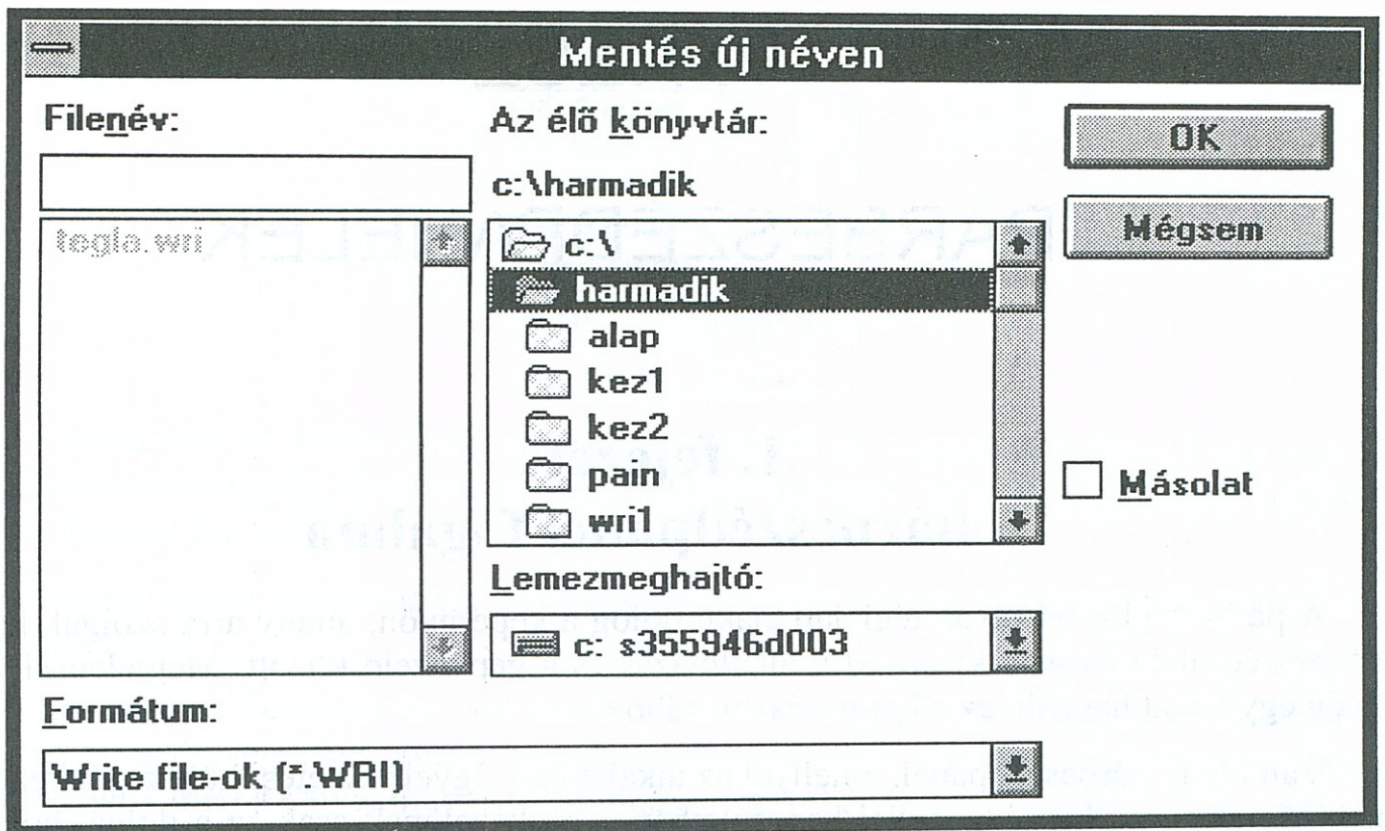 Mentés új néven
Filenév:
tegla.wri
Az élő könyvtár:
c:\harmadik
c:\
harmadik
alap
kez1
kez2
pain
wri1
Lemezmeghajtó:
c: s355946d003
Formátum:
Write file-ok (*.WRI)
OK
Mégsem
Másolat